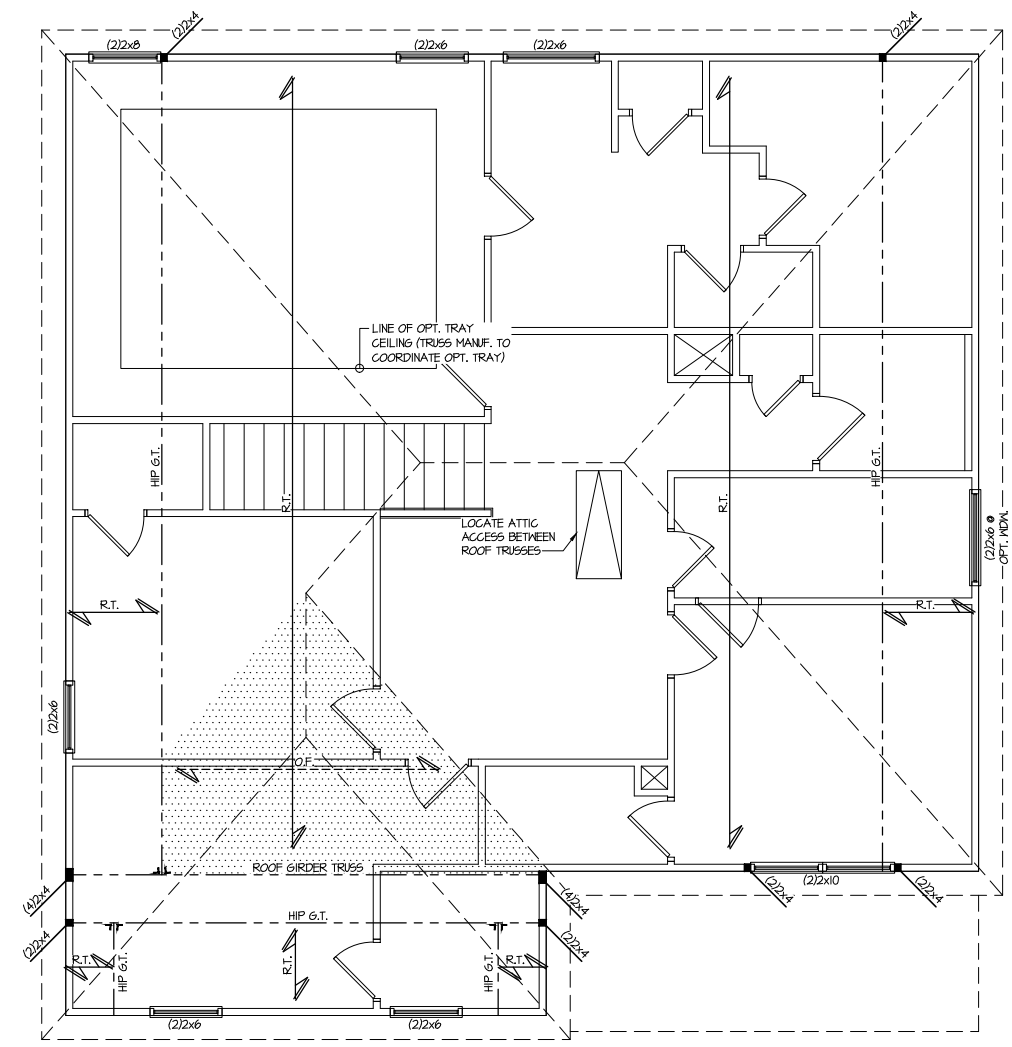 (2)2x4
(2)2x4
(2)2x8
(2)2x6
(2)2x6
LINE OF OPT. TRAY
CEILING (TRUSS MANUF. TO
COORDINATE OPT. TRAY)
HIP G.T.
R.T.
R.T.
HIP G.T.
LOCATE ATTIC
ACCESS BETWEEN
ROOF TRUSSES
(2)2x6 @
OPT. WDW.
R.T.
R.T.
(2)2x6
O.F.
ROOF GIRDER TRUSS
(4)2x4
(4)2x4
(2)2x10
(2)2x4
(2)2x4
HIP G.T.
(2)2x4
(2)2x4
R.T.
HIP G.T.
R.T.
HIP G.T.
R.T.
(2)2x6
(2)2x6